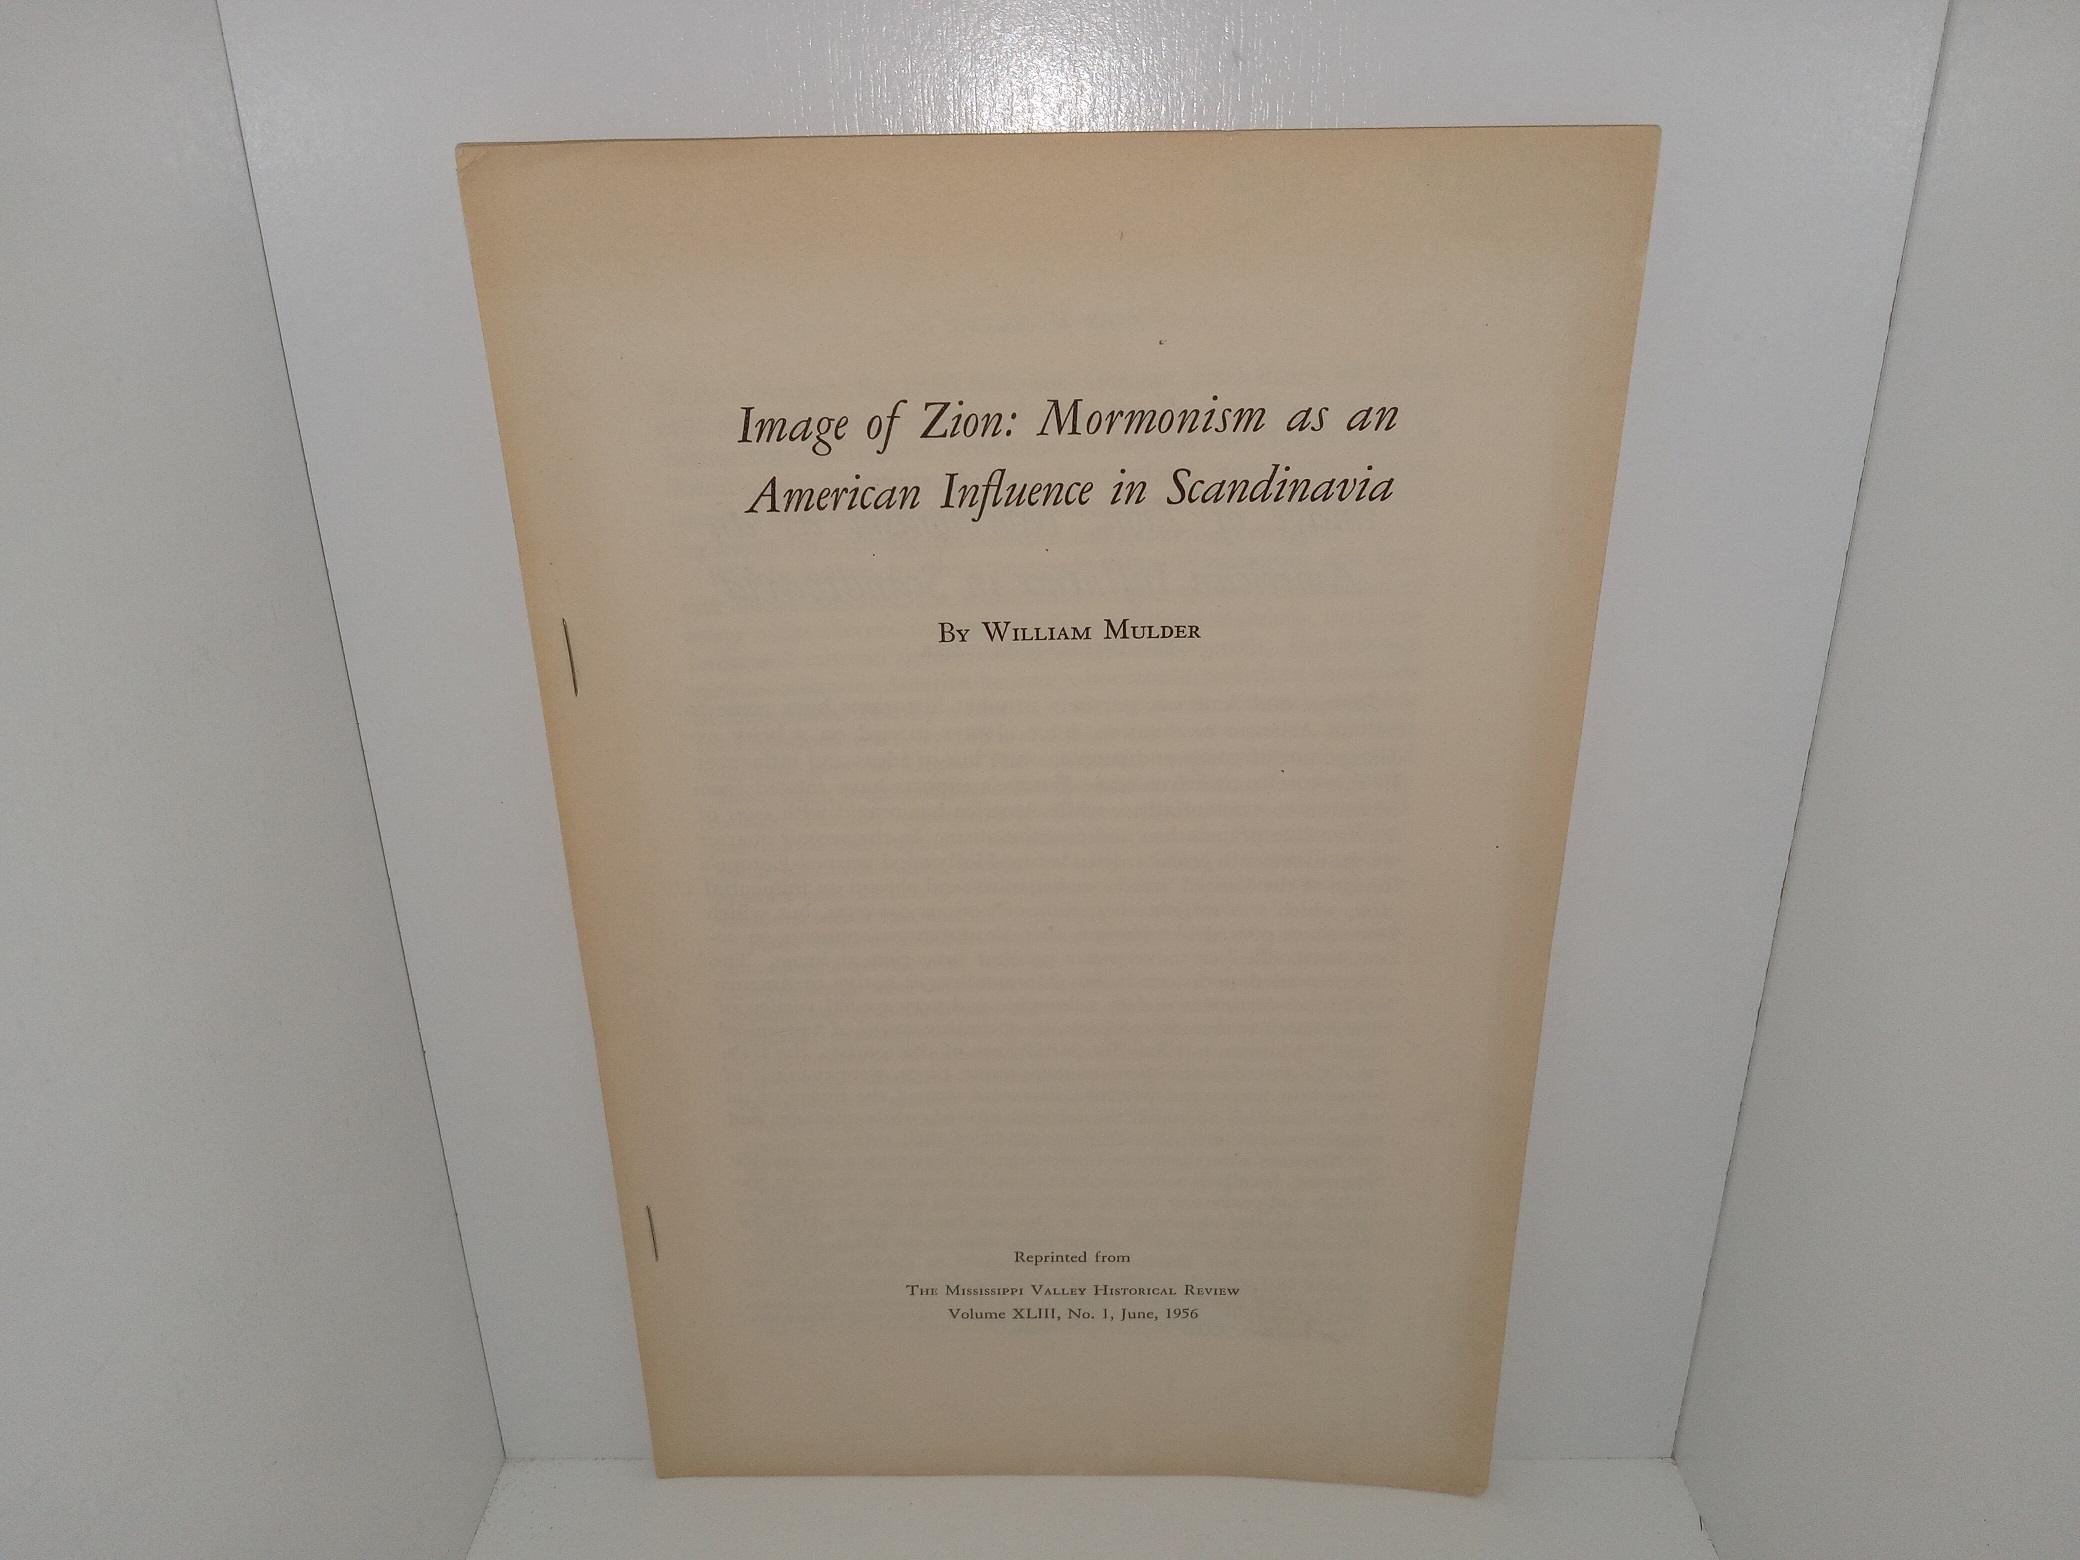 Image of Zion: Mormonism as an
American Influence in Scandinavia
By William Mulder
Reprinted from
The Mississippi Valley Historical Review
Volume XLIII, No. 1, June, 1956